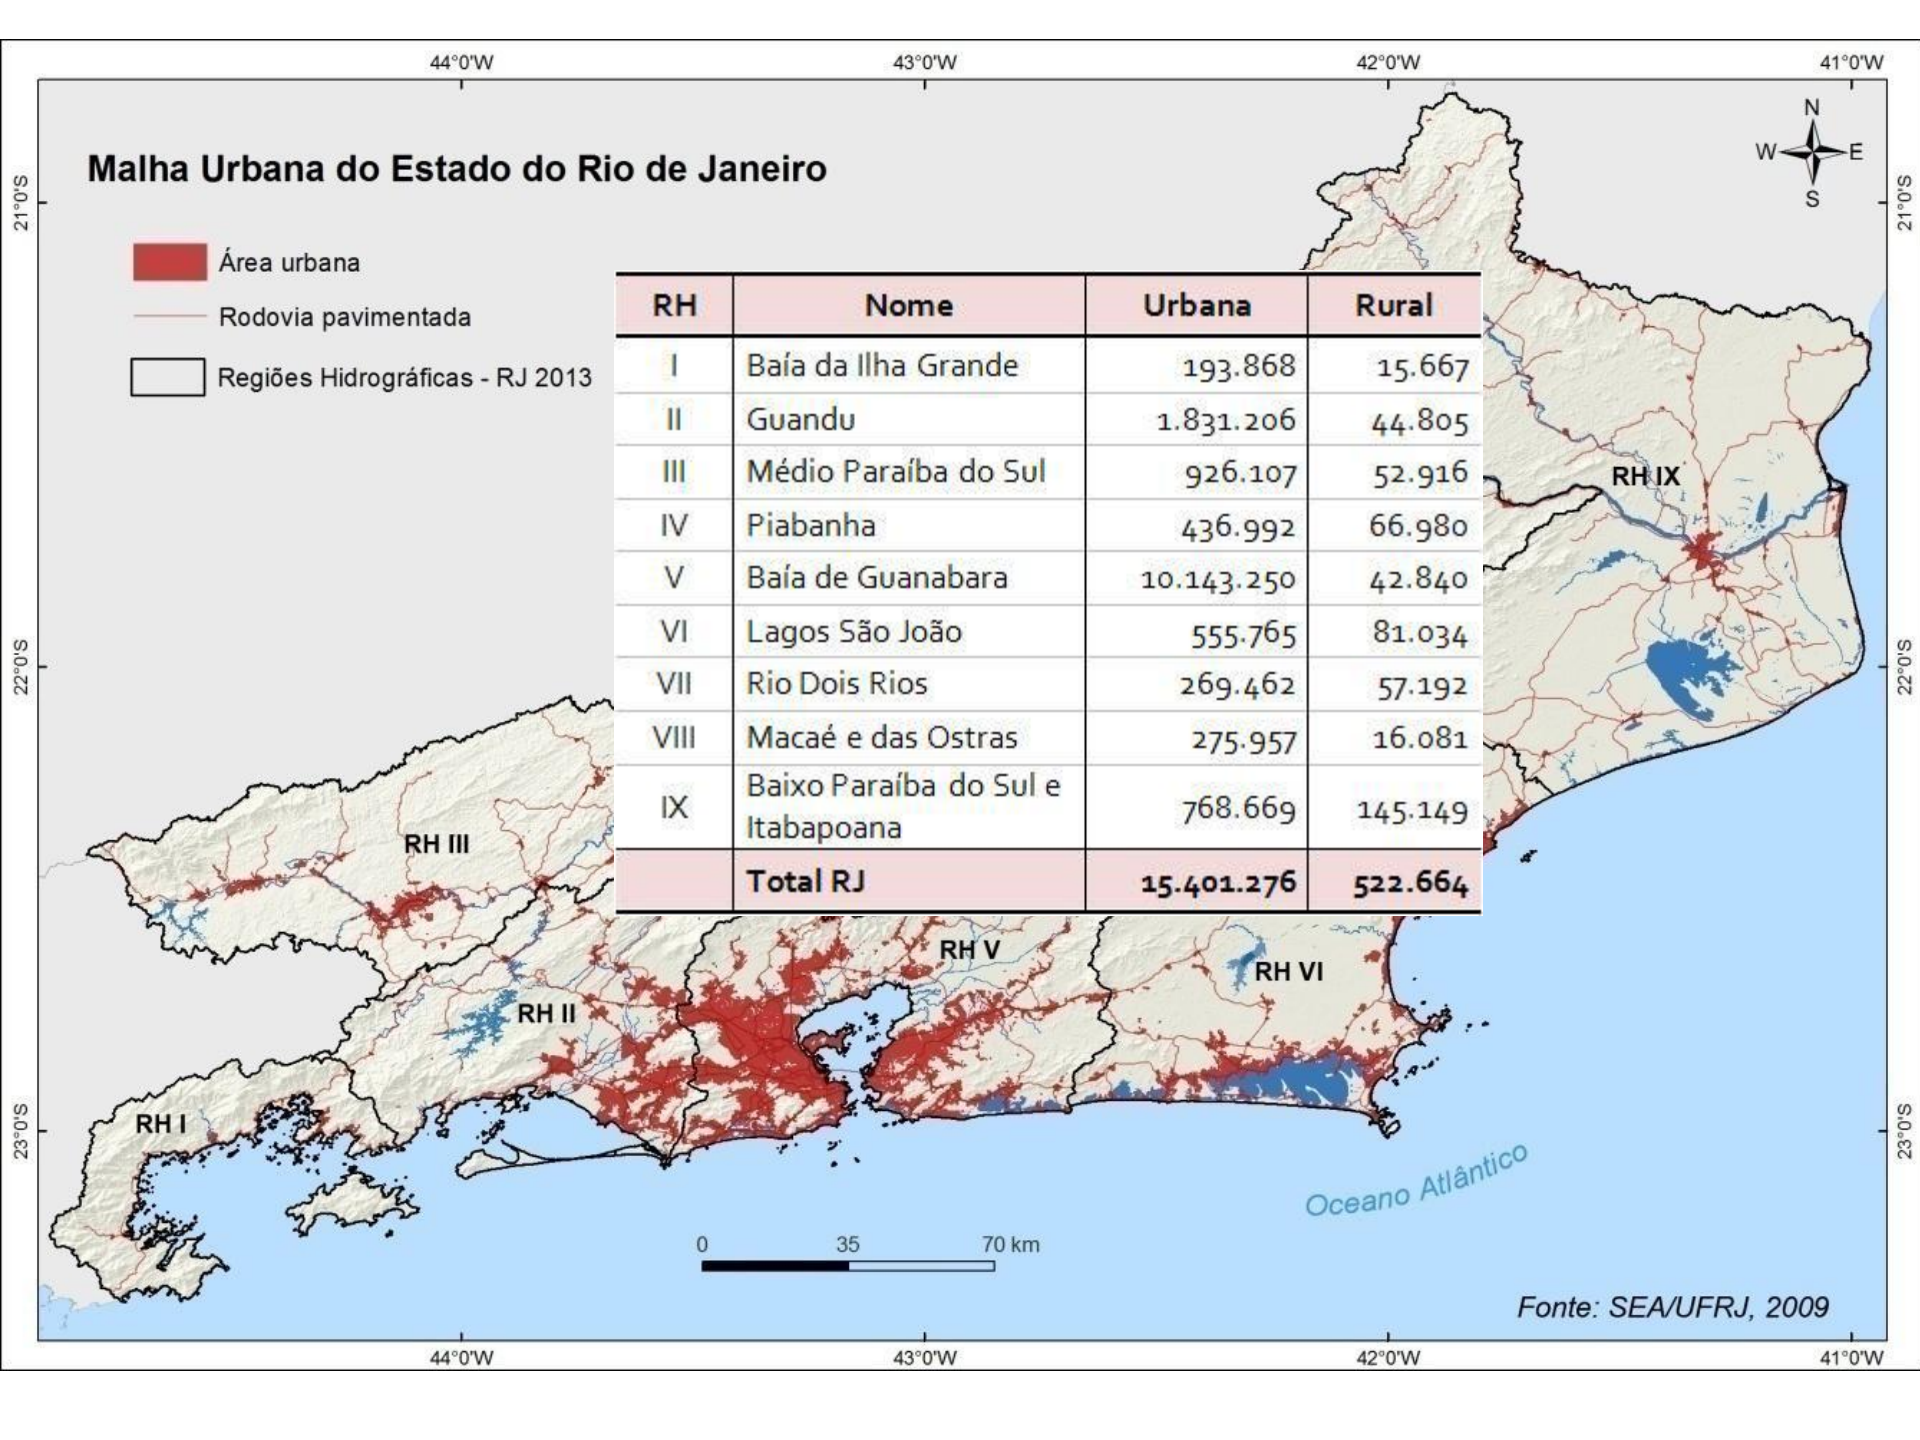 44°0'W 43°0'W 42°0'W 41°0'W
N
W E
S
Malha Urbana do Estado do Rio de Janeiro
21°0'S 21°0'S
Área urbana
Rodovia pavimentada
Regiões Hidrográficas - RJ 2013
RH Nome Urbana Rural
I Baía da Ilha Grande 193.868 15.667
II Guandu 1.831.206 44.805
III Médio Paraíba do Sul 926.107 52.916
IV Piabanha 436.992 66.980
V Baía de Guanabara 10.143.250 42.840
VI Lagos São João 555.765 81.034
VII Rio Dois Rios 269.462 57.192
VIII Macaé e das Ostras 275.957 16.081
IX Baixo Paraíba do Sul e
Itabapoana 768.669 145.149
Total RJ 15.401.276 522.664
RH IX
22°0'S 22°0'S
RH III
RH V
RH VI
RH II
RH I
23°0'S 23°0'S
Oceano Atlântico
0 35 70 km
Fonte: SEA/UFRJ, 2009
44°0'W 43°0'W 42°0'W 41°0'W